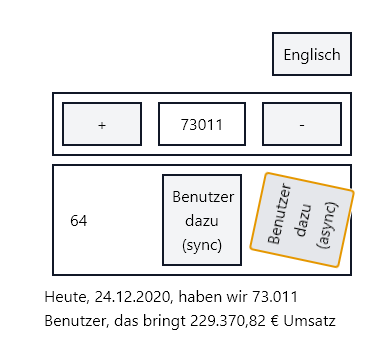 Englisch
+ 73011 -
64
Benutzer
dazu
(sync)
Benutzer
dazu
(async)
Heute, 24.12.2020, haben wir 73.011
Benutzer, das bringt 229.370,82 € Umsatz